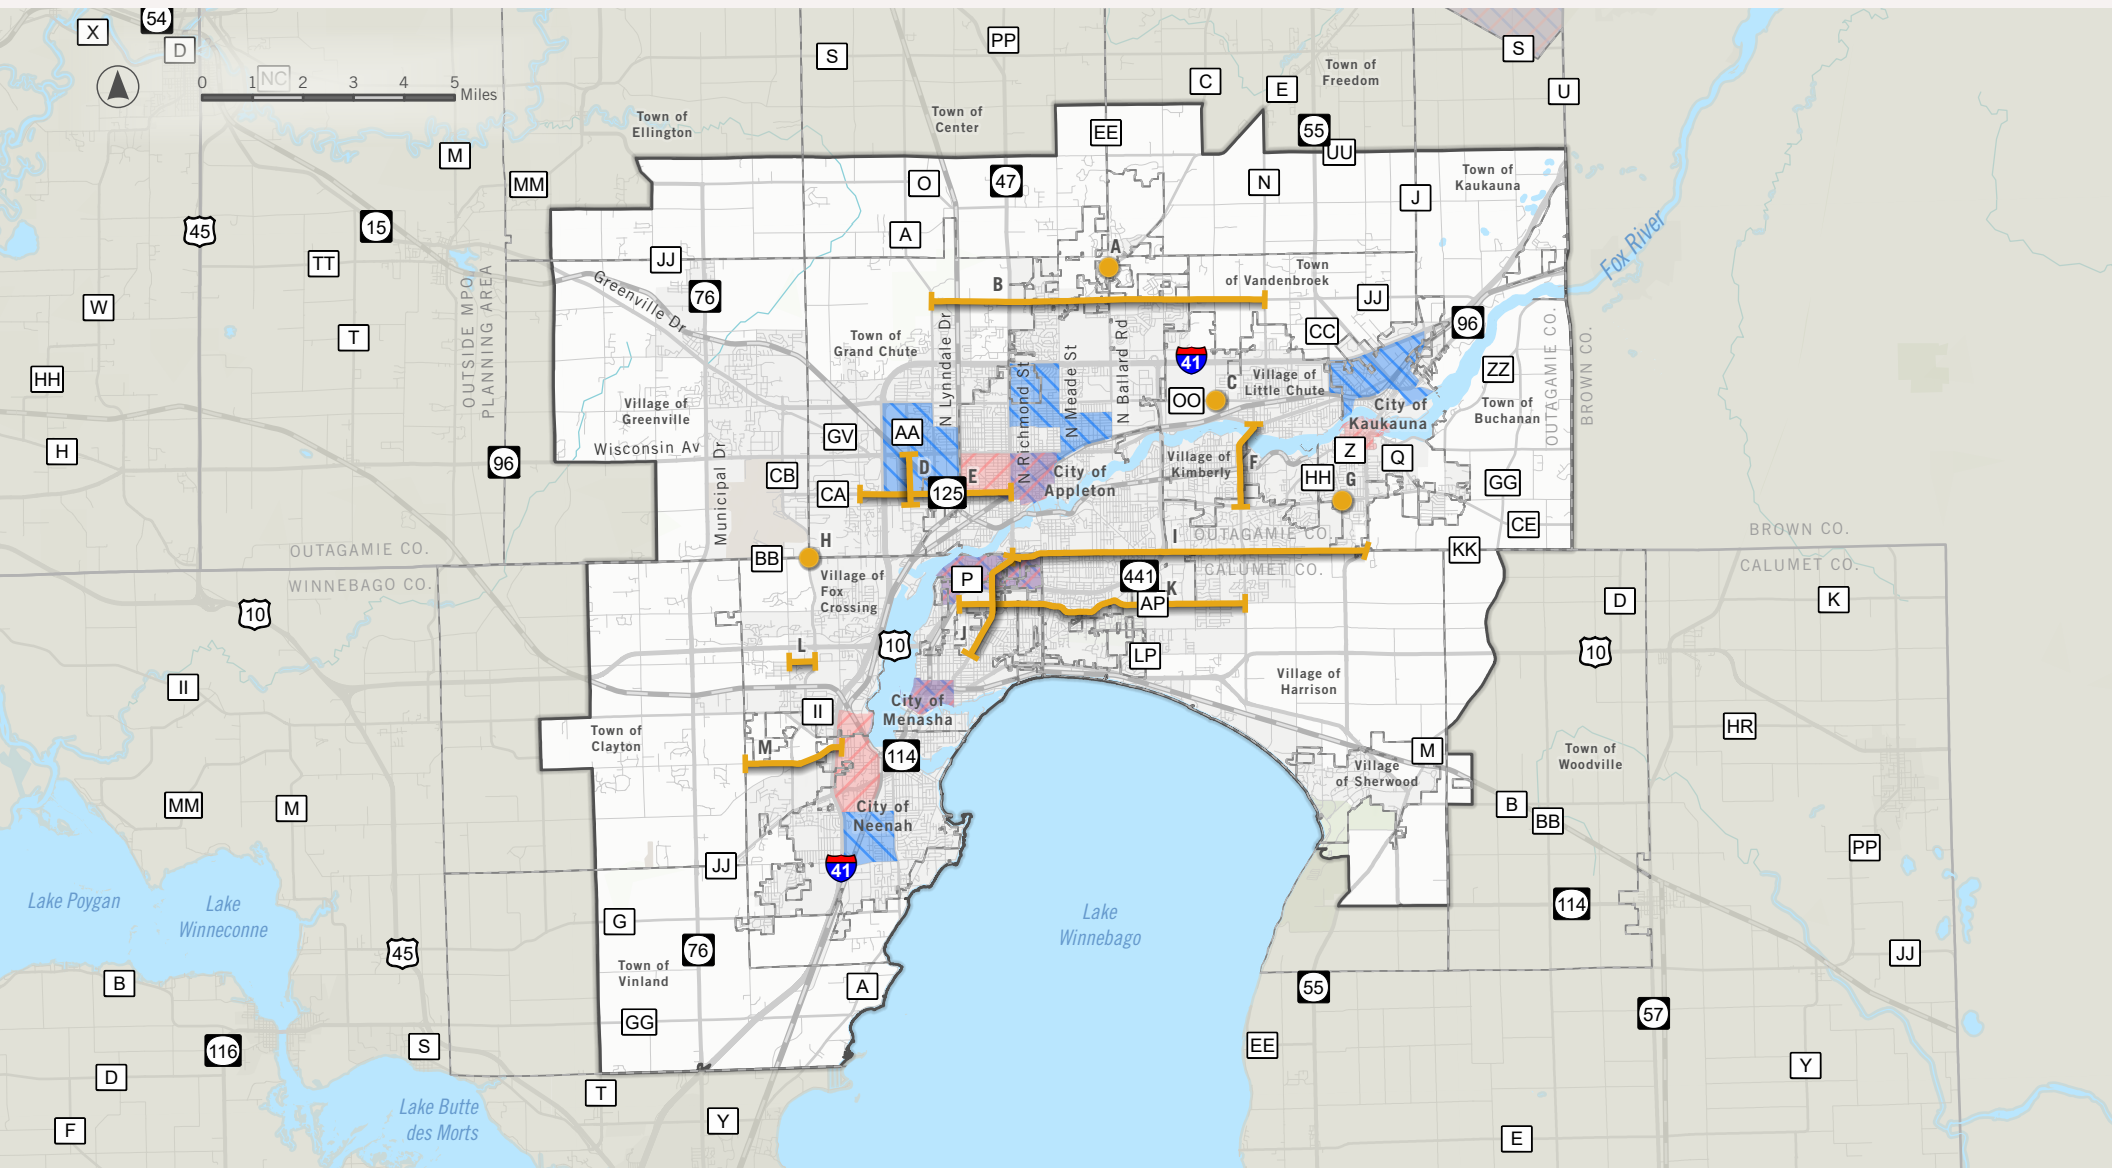 54
X
D
S
PP
S
NC
0 1 2 3 4 5
Miles
C
E
Town of
Freedom
U
Town of
Ellington
Town of
Center
EE
55
UU
M
MM
O
47
N
Town of
Kaukauna
J
45
15
A
A
TT
JJ
Town
of Vandenbroek
Fox River
W
76
Greenville Dr
B
JJ
T
OUTSIDE MPO
PLANNING AREA
Town of
Grand Chute
N Lynndale Dr
N Richmond St
N Meade St
N Ballard Rd
41
CC
96
OUTAGAMIE CO.
BROWN CO.
HH
Village of
Greenville
C
OO
Village of
Little Chute
ZZ
Town of
Buchanan
City of
Kaukauna
H
Wisconsin Av
GV
AA
96
Municipal Dr
CB
CA
D
E
125
City of
Appleton
Village of
Kimberly
F
Z
Q
HH
G
GG
CE
OUTAGAMIE CO.
WINNEBAGO CO.
BB
H
I
OUTAGAMIE CO.
CALUMET CO.
KK
BROWN CO.
CALUMET CO.
Village of
Fox
Crossing
P
441
K
AP
10
D
K
J
10
L
LP
10
II
Village of
Harrison
City of
Menasha
II
Town of
Clayton
M
114
HR
M
Town of
Woodville
Village
of Sherwood
MM
M
City of
Neenah
B
BB
JJ
41
PP
Lake Poygan
Lake
Winneconne
G
Lake
Winnebago
114
45
76
JJ
Town of
Vinland
B
A
55
57
GG
116
S
EE
D
T
Y
Y
Lake Butte
des Morts
F
E